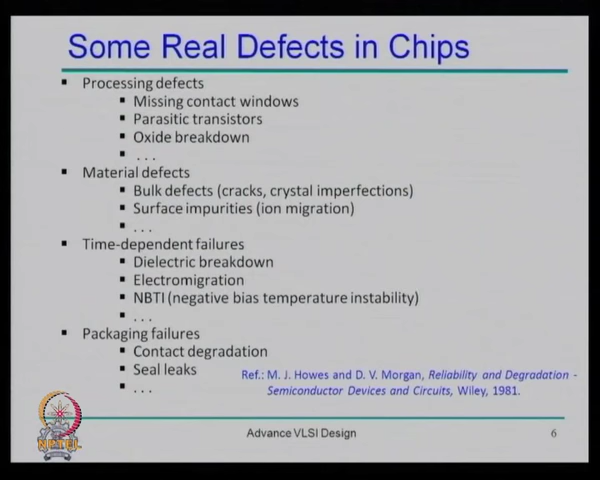 Some Real Defects in Chips
▪ Processing defects
▪ Missing contact windows
▪ Parasitic transistors
▪ Oxide breakdown
▪ . . .
▪ Material defects
▪ Bulk defects (cracks, crystal imperfections)
▪ Surface impurities (ion migration)
▪ . . .
▪ Time-dependent failures
▪ Dielectric breakdown
▪ Electromigration
▪ NBTI (negative bias temperature instability)
▪ . . .
▪ Packaging failures
▪ Contact degradation
▪ Seal leaks
▪ . . .
Ref.: M. J. Howes and D. V. Morgan, Reliability and Degradation -
Semiconductor Devices and Circuits, Wiley, 1981.
NPTEL
Advance VLSI Design
6